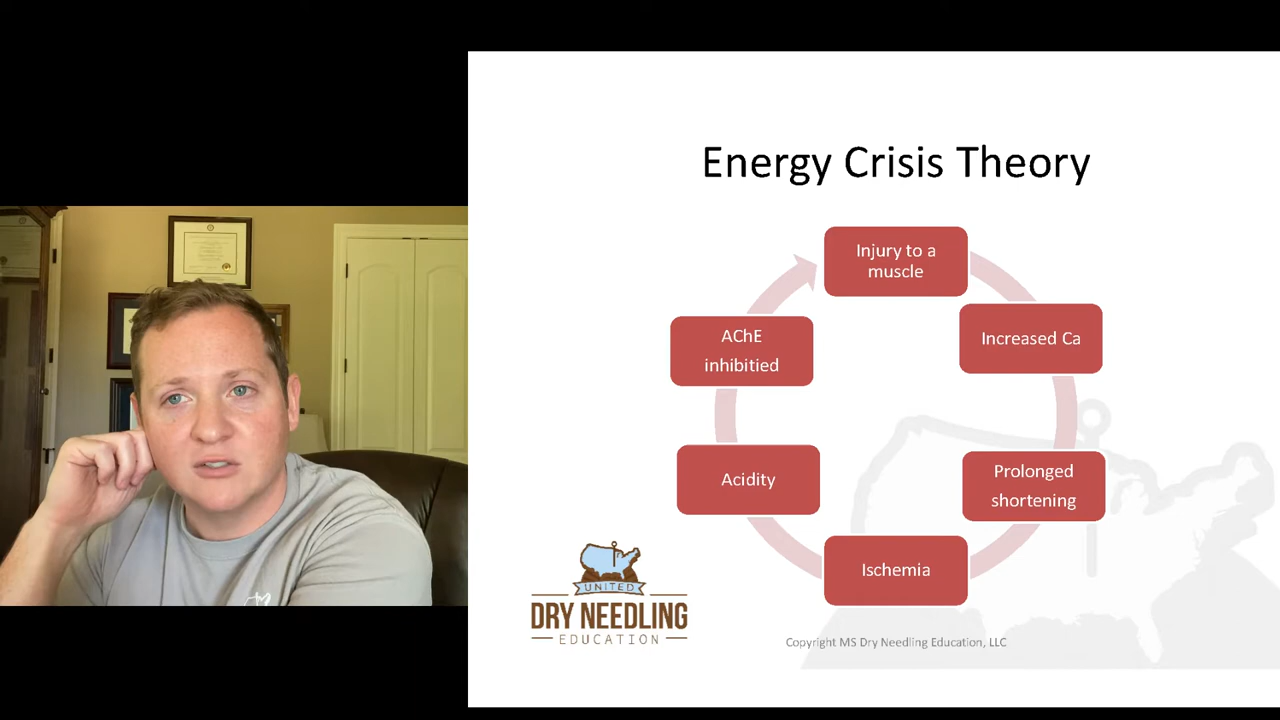 Energy Crisis Theory
Injury to a
muscle
Increased Ca
Prolonged
shortening
Ischemia
Acidity
AChE
inhibitied
UNITED
DRY NEEDLING
EDUCATION
Copyright MS Dry Needling Education, LLC